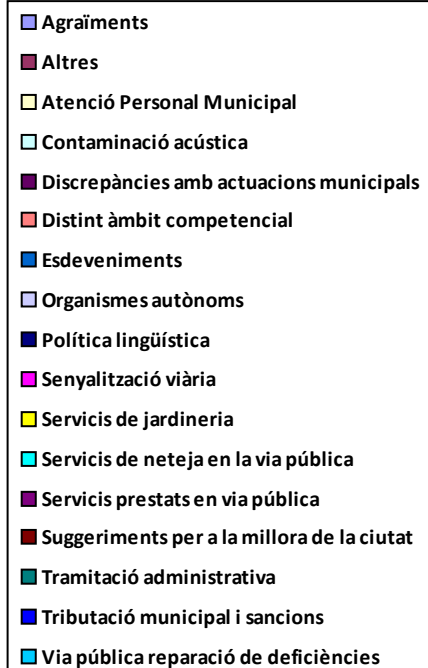 Agraïments
Altres
Atenció Personal Municipal
Contaminació acústica
Discrepàncies amb actuacions municipals
Distint àmbit competencial
Esdeveniments
Organismes autònoms
Política lingüística
Senyalització viària
Servicis de jardineria
Servicis de neteja en la via pública
Servicis prestats en via pública
Suggeriments per a la millora de la ciutat
Tramitació administrativa
Tributació municipal i sancions
Via pública reparació de deficiències